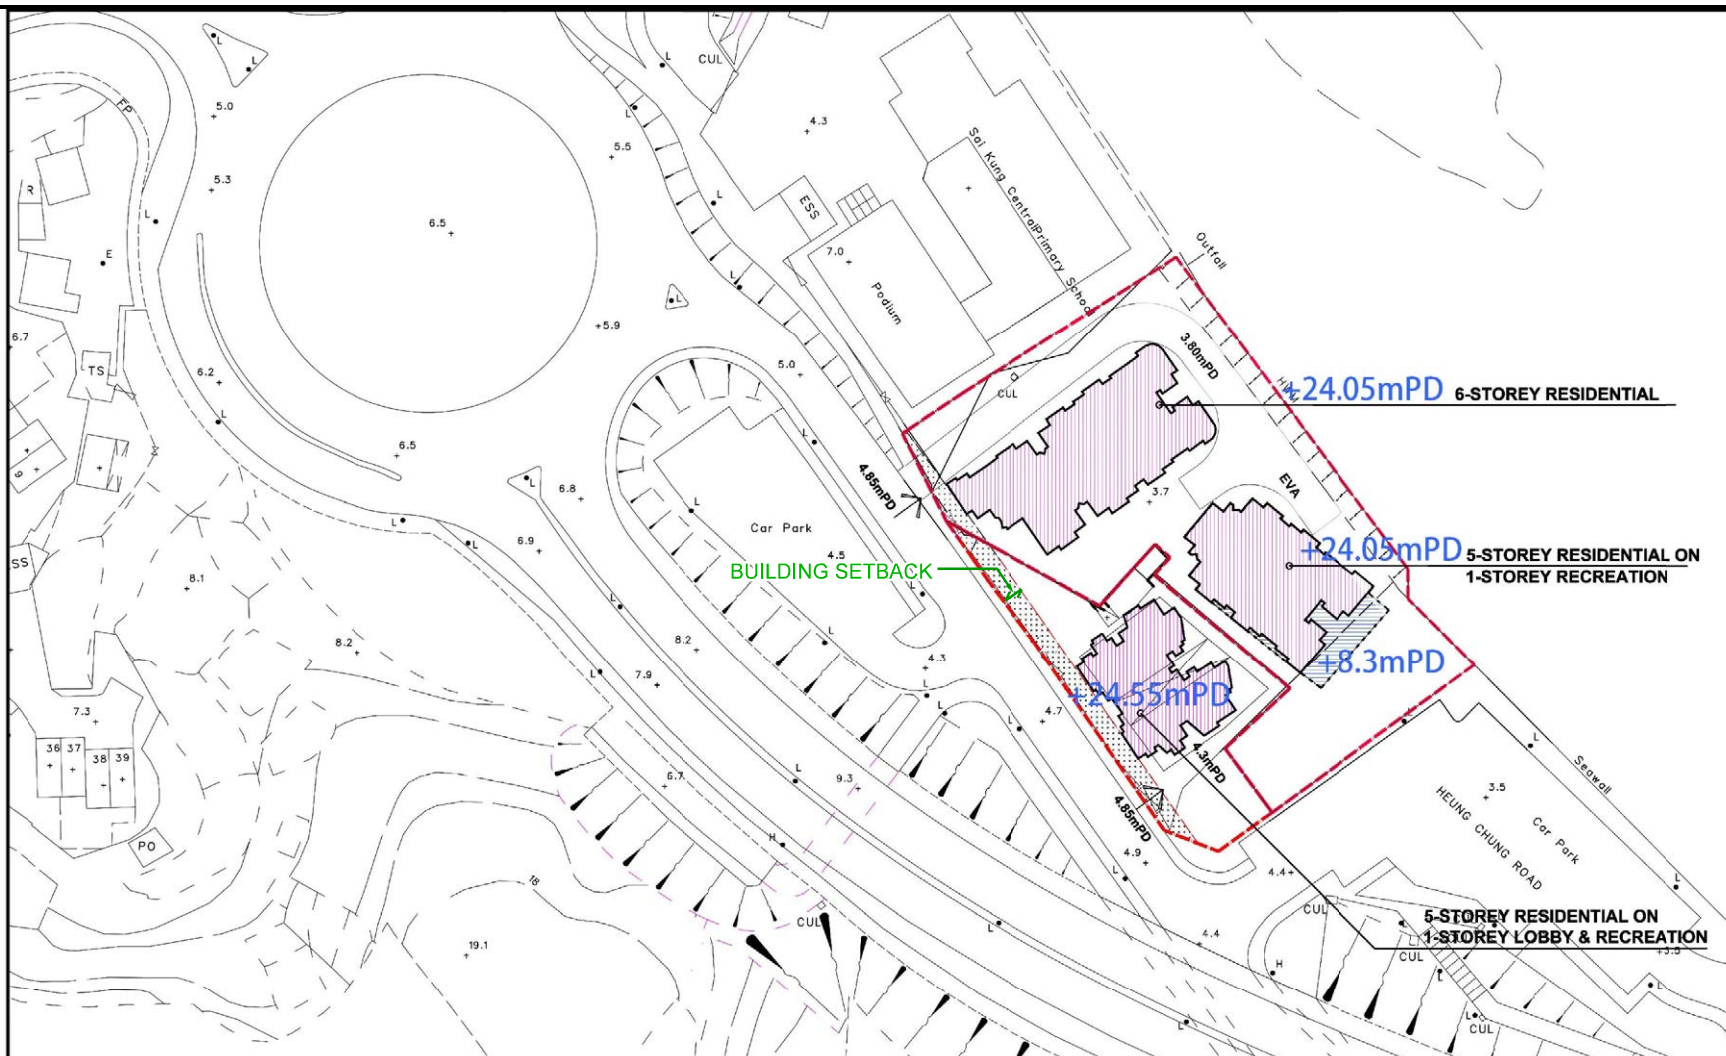 L
L
CUL
FP
5.0
L
4.3
5.5
Sai Kung Central Primary School
5.3
R
L
L
ESS
6.5
E
7.0
Outfall
L
L
Podium
5.9
6.7
3.80mPD
5.0
TS
6.2
CUL
+24.05mPD
6-STOREY RESIDENTIAL
L
L
6.5
9
4.85mPD
L
6.8
EVA
3.7
L
Car Park
L
6.9
4.5
+24.05mPD
5-STOREY RESIDENTIAL ON
1-STOREY RECREATION
SS
BUILDING SETBACK
8.1
L
L
8.2
8.2
L
4.3
+8.3mPD
L
7.9
L
+24.55mPD
L
7.3
4.7
L
L
36
37
38
39
4.3mPD
L
Seawall
6.7
L
9.3
3.5
HEUNG CHUNG ROAD
4.85mPD
Car Park
H
PO
4.9
L
4.4
18
L
CUL
CUL
L
5-STOREY RESIDENTIAL ON
1-STOREY LOBBY & RECREATION
19.1
4.4
CUL
+3.5
H
L
L
L
L
CUL